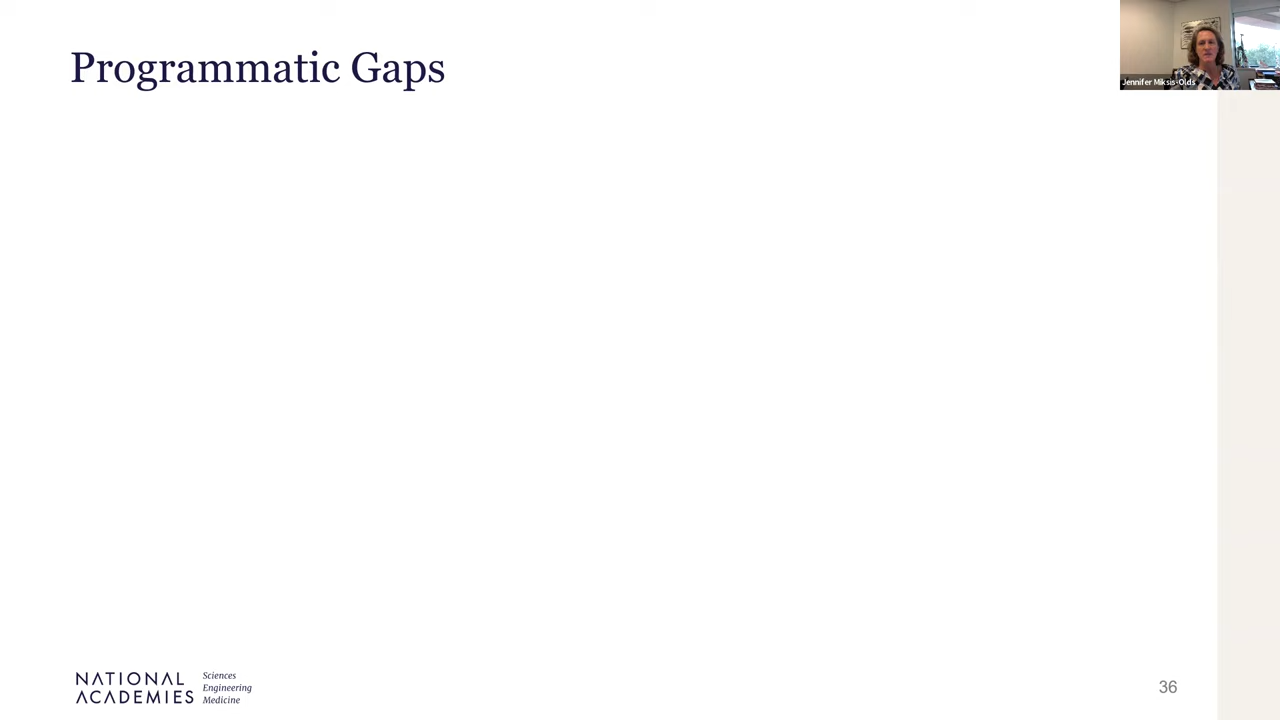 Programmatic Gaps
Jennifer Miksis-Olds
NATIONAL
ACADEMIES
Sciences
Engineering
Medicine
36